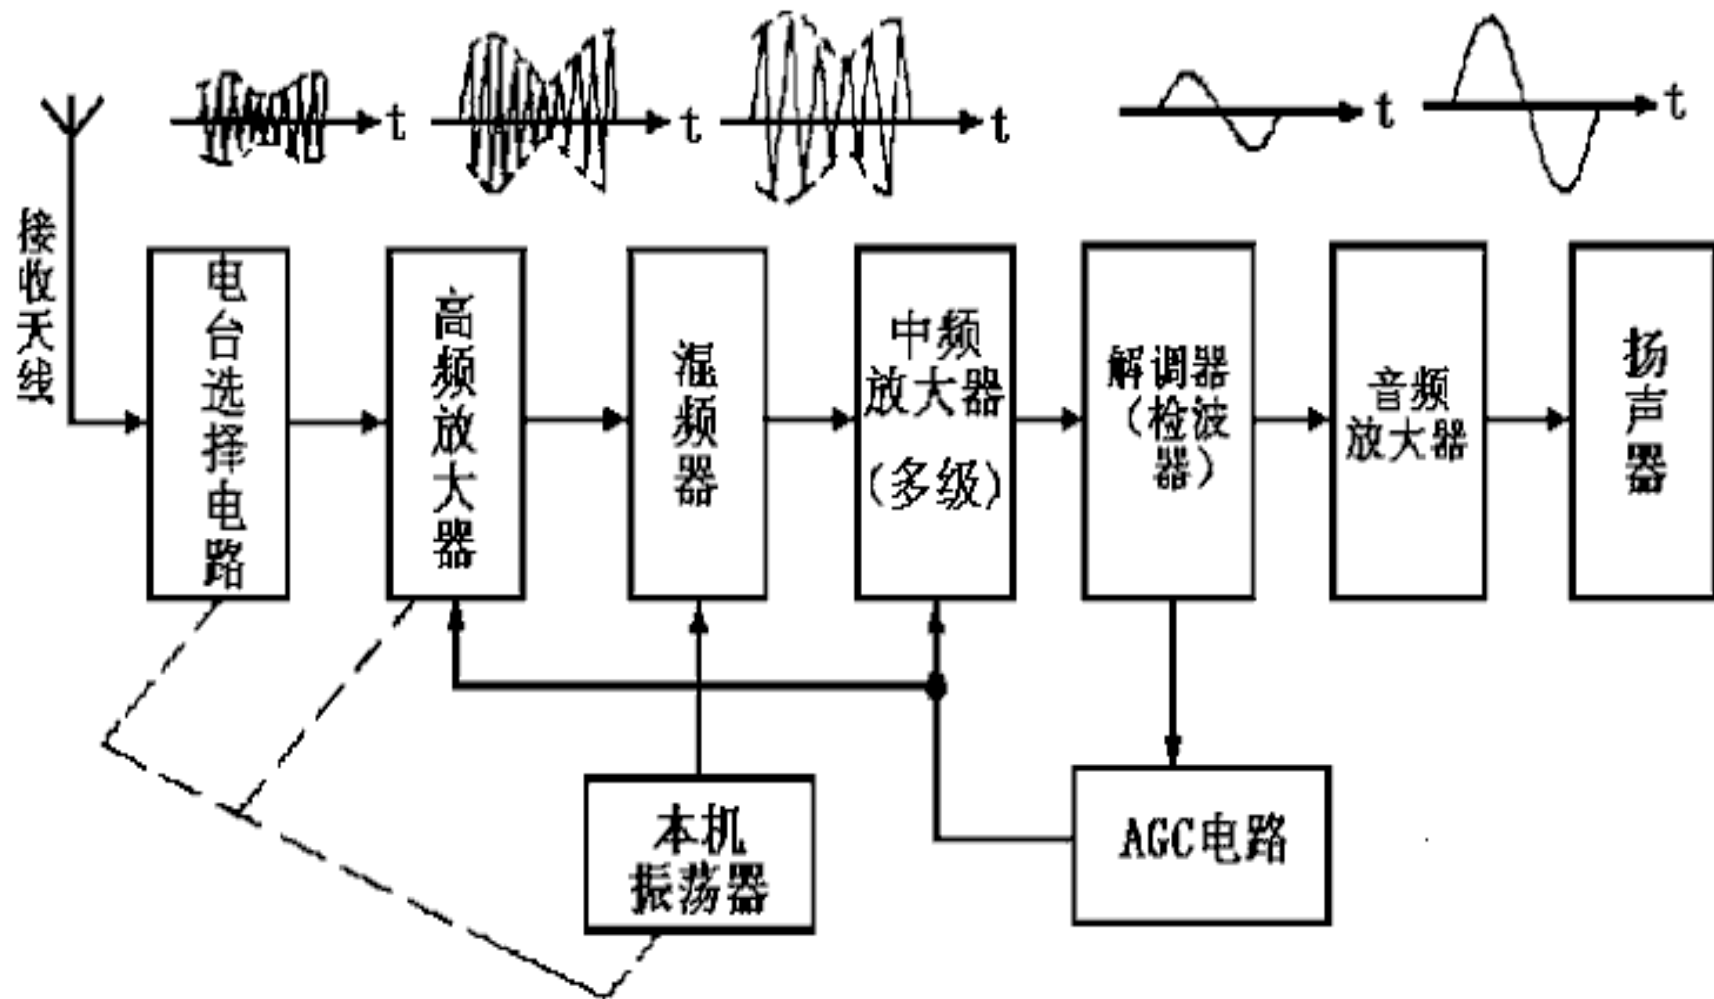 t
t
t
t
t
接收天线
电台选择电路
高频放大器
混频器
中频
放大器
(多级)
解调器
(检波
器)
音频
放大器
扬声器
本机
振荡器
AGC电路